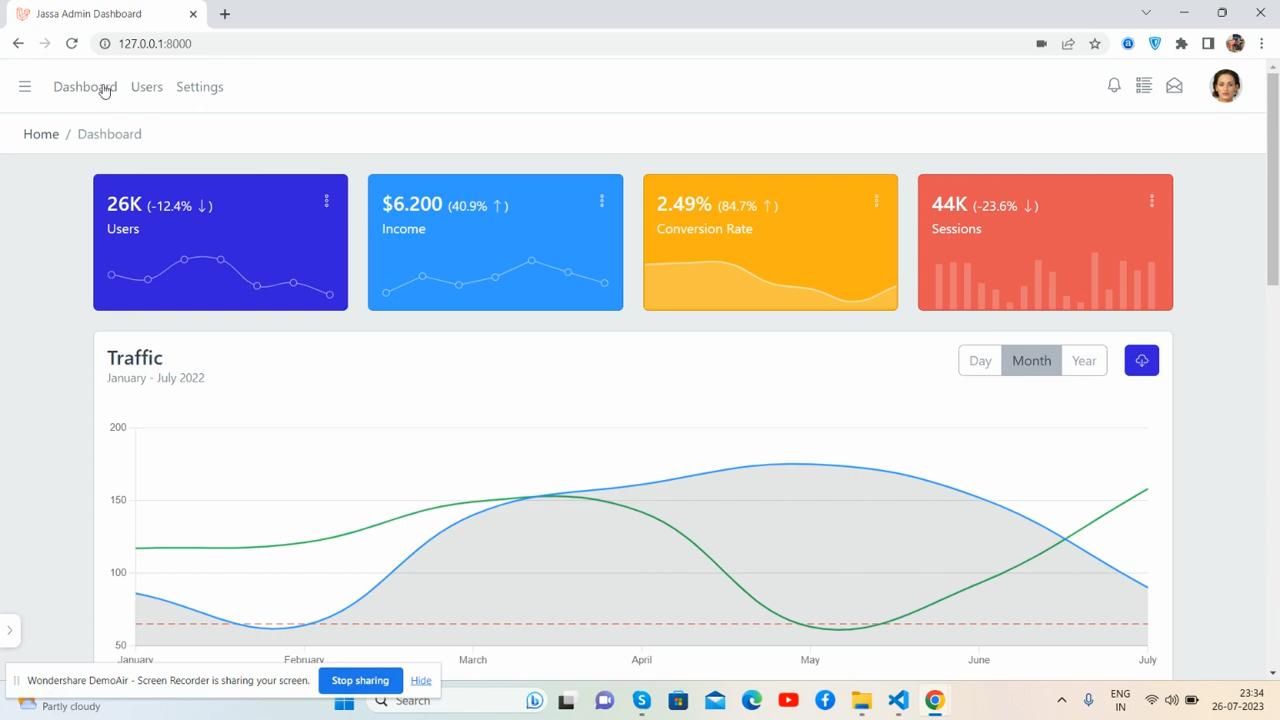 Jassa Admin Dashboard
127.0.0.1:8000
Dashboard Users Settings
Home / Dashboard
26K (-12.4% ↓)
Users
$6.200 (40.9% ↑)
Income
2.49% (84.7% ↑)
Conversion Rate
44K (-23.6% ↓)
Sessions
Traffic
January - July 2022
Day Month Year
200
150
100
50
January February March April May June July
Wondershare DemoAir - Screen Recorder is sharing your screen. Stop sharing Hide
Partly cloudy
Search
ENG
IN
23:34
26-07-2023